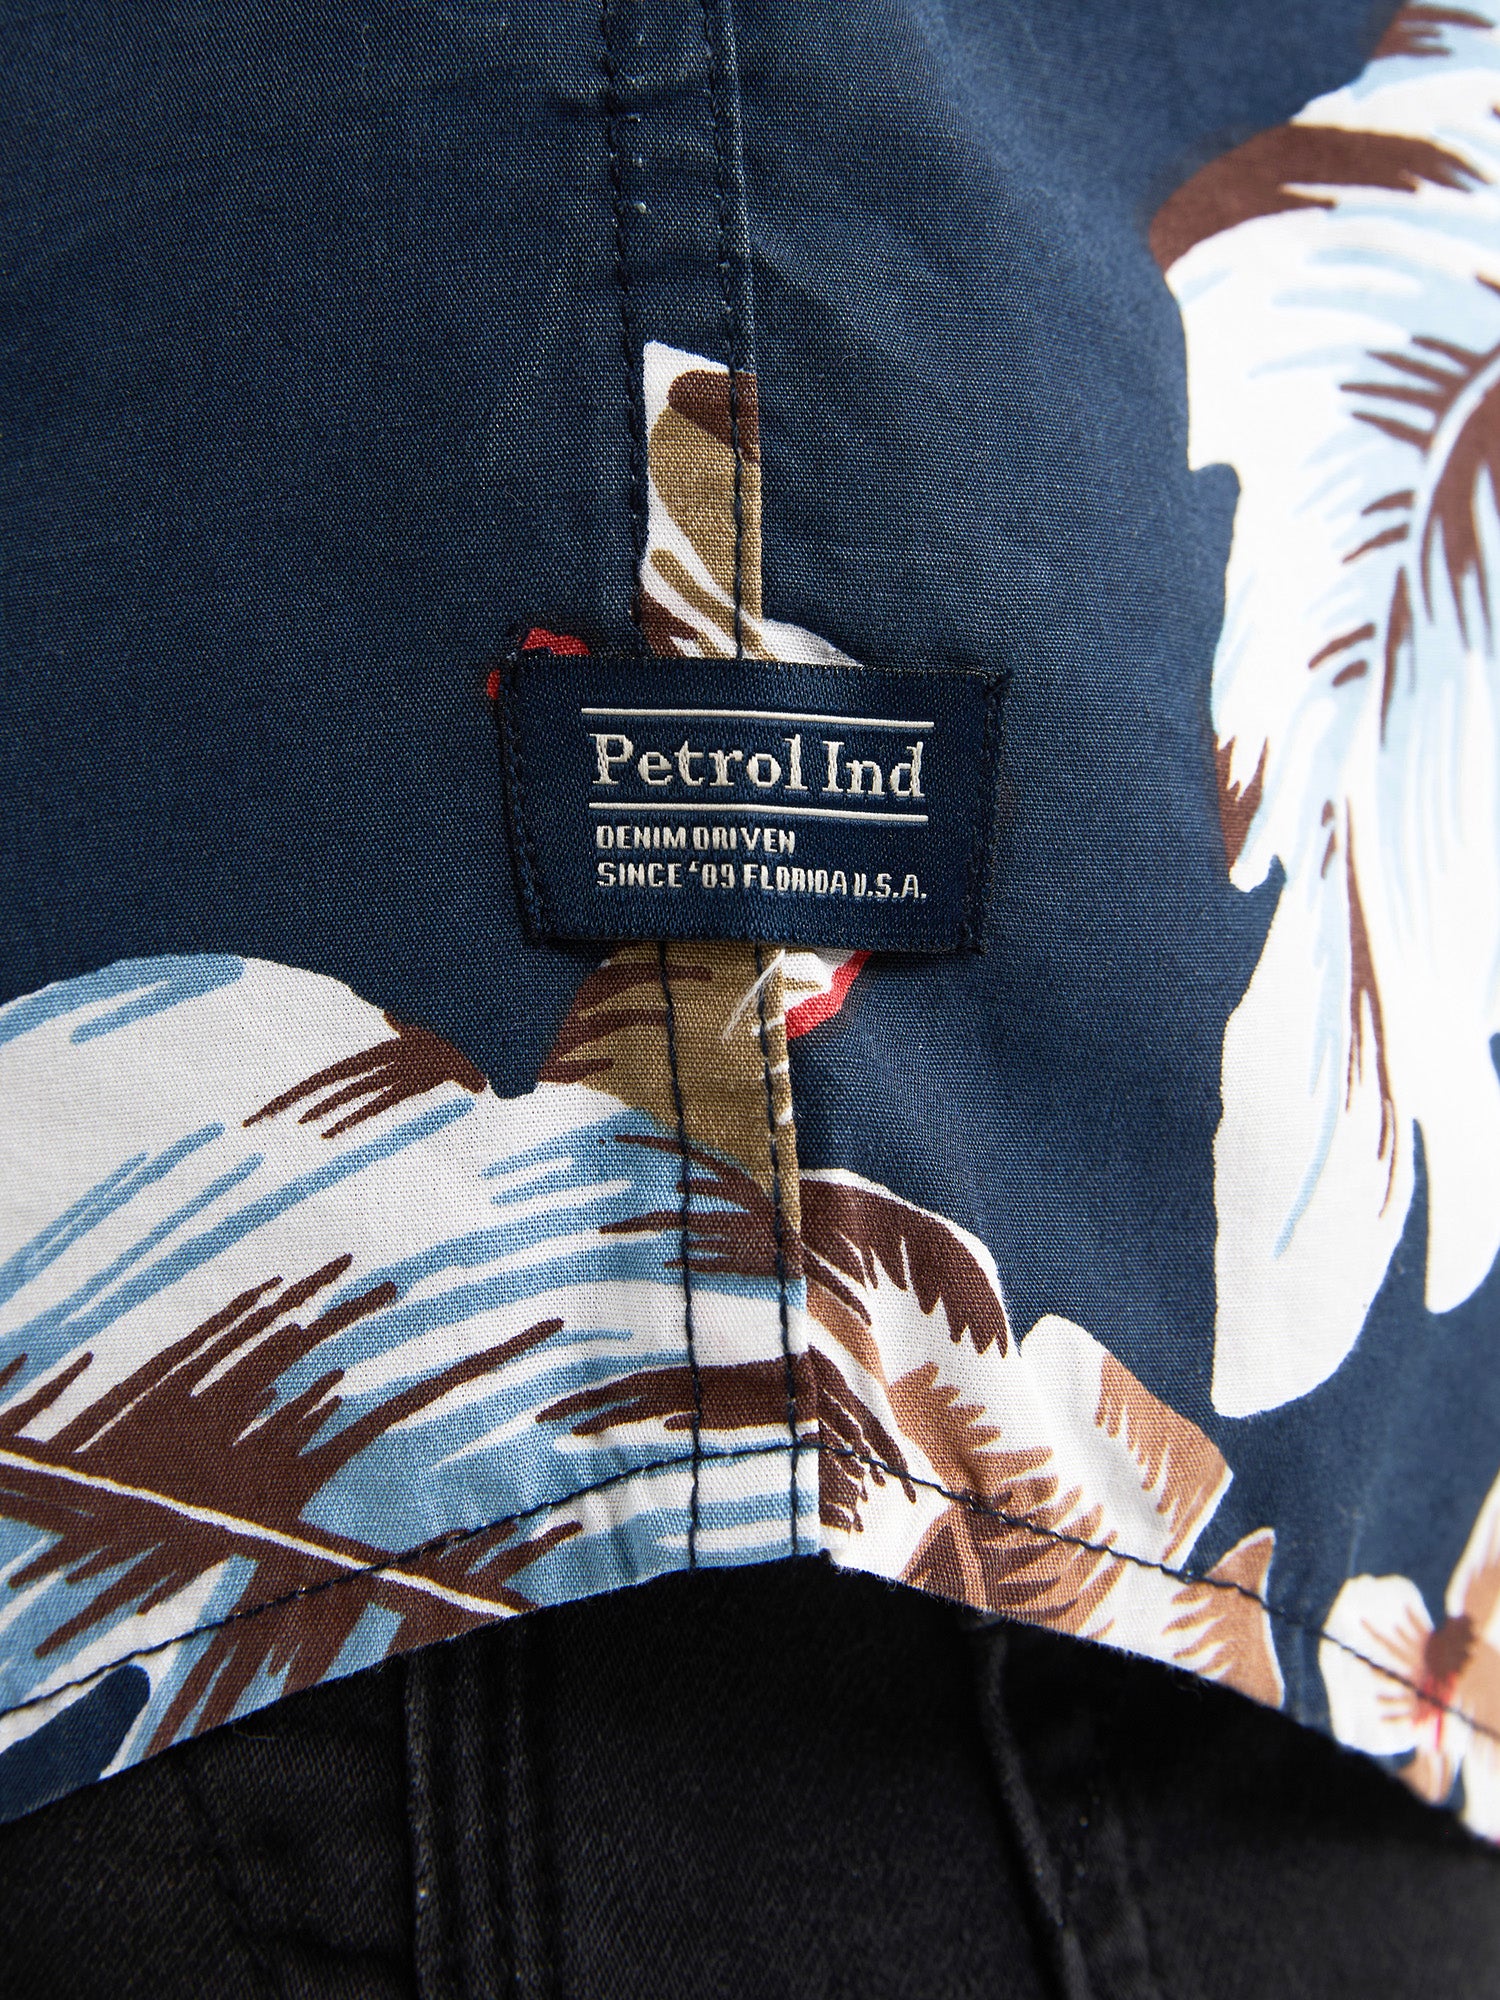 Petrol Ind
DENIM DRIVEN
SINCE '89 FLORIDA U.S.A.